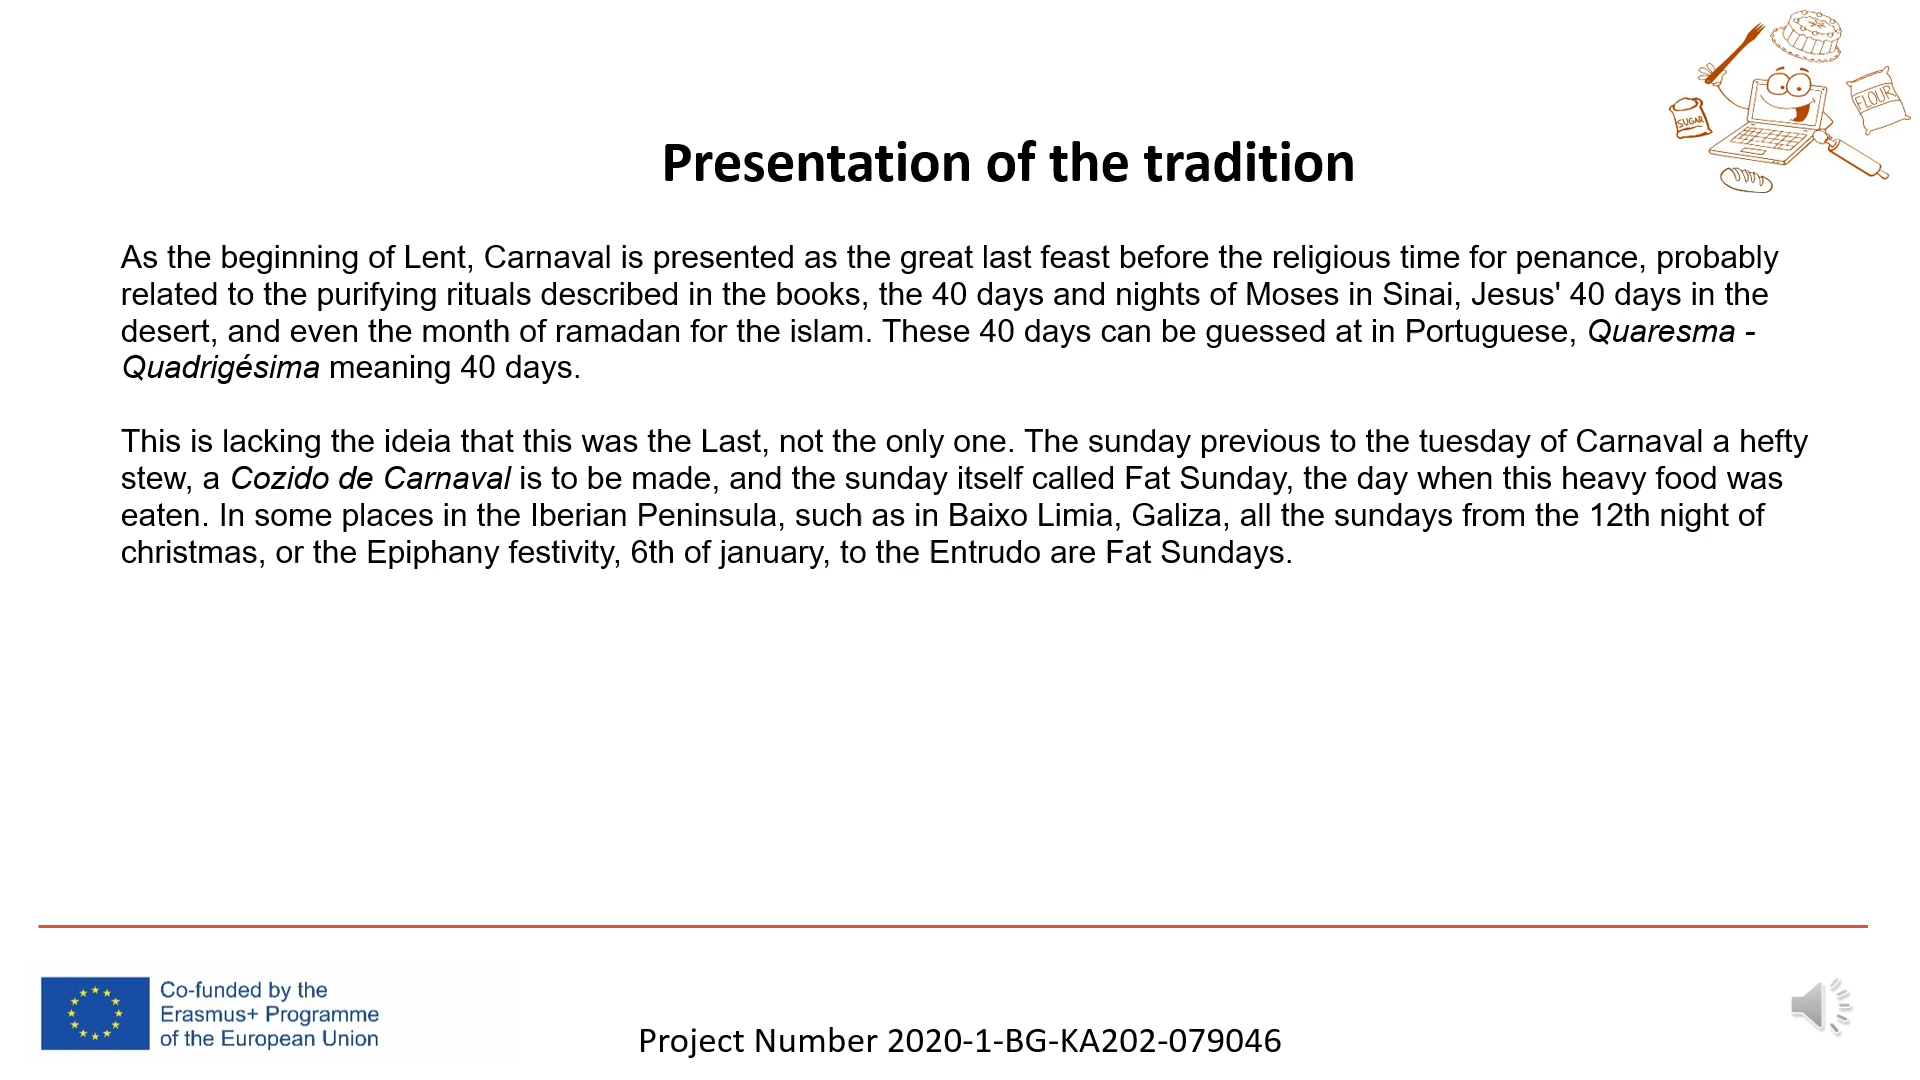 SUGAR
FLOUR
Presentation of the tradition
As the beginning of Lent, Carnaval is presented as the great last feast before the religious time for penance, probably
related to the purifying rituals described in the books, the 40 days and nights of Moses in Sinai, Jesus' 40 days in the
desert, and even the month of ramadan for the islam. These 40 days can be guessed at in Portuguese, Quaresma -
Quadrigésima meaning 40 days.
This is lacking the ideia that this was the Last, not the only one. The sunday previous to the tuesday of Carnaval a hefty
stew, a Cozido de Carnaval is to be made, and the sunday itself called Fat Sunday, the day when this heavy food was
eaten. In some places in the Iberian Peninsula, such as in Baixo Limia, Galiza, all the sundays from the 12th night of
christmas, or the Epiphany festivity, 6th of january, to the Entrudo are Fat Sundays.
Co-funded by the
Erasmus+ Programme
of the European Union
Project Number 2020-1-BG-KA202-079046